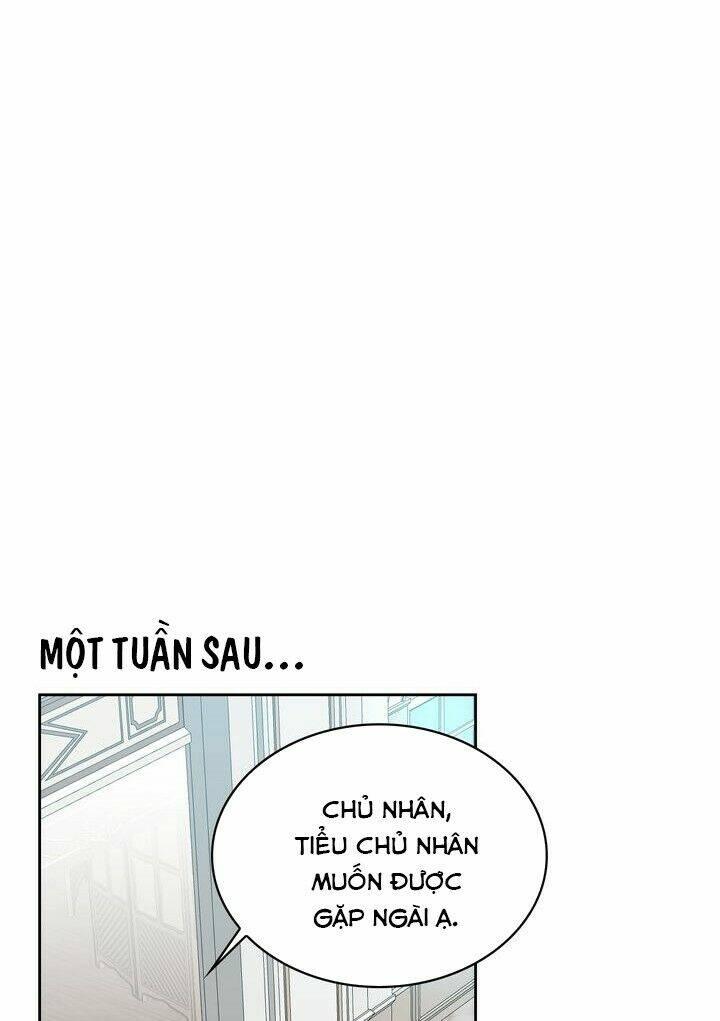 MỘT TUẦN SAU...
CHỦ NHÂN,
TIỂU CHỦ NHÂN
MUỐN ĐƯỢC
GẶP NGÀI Ạ.